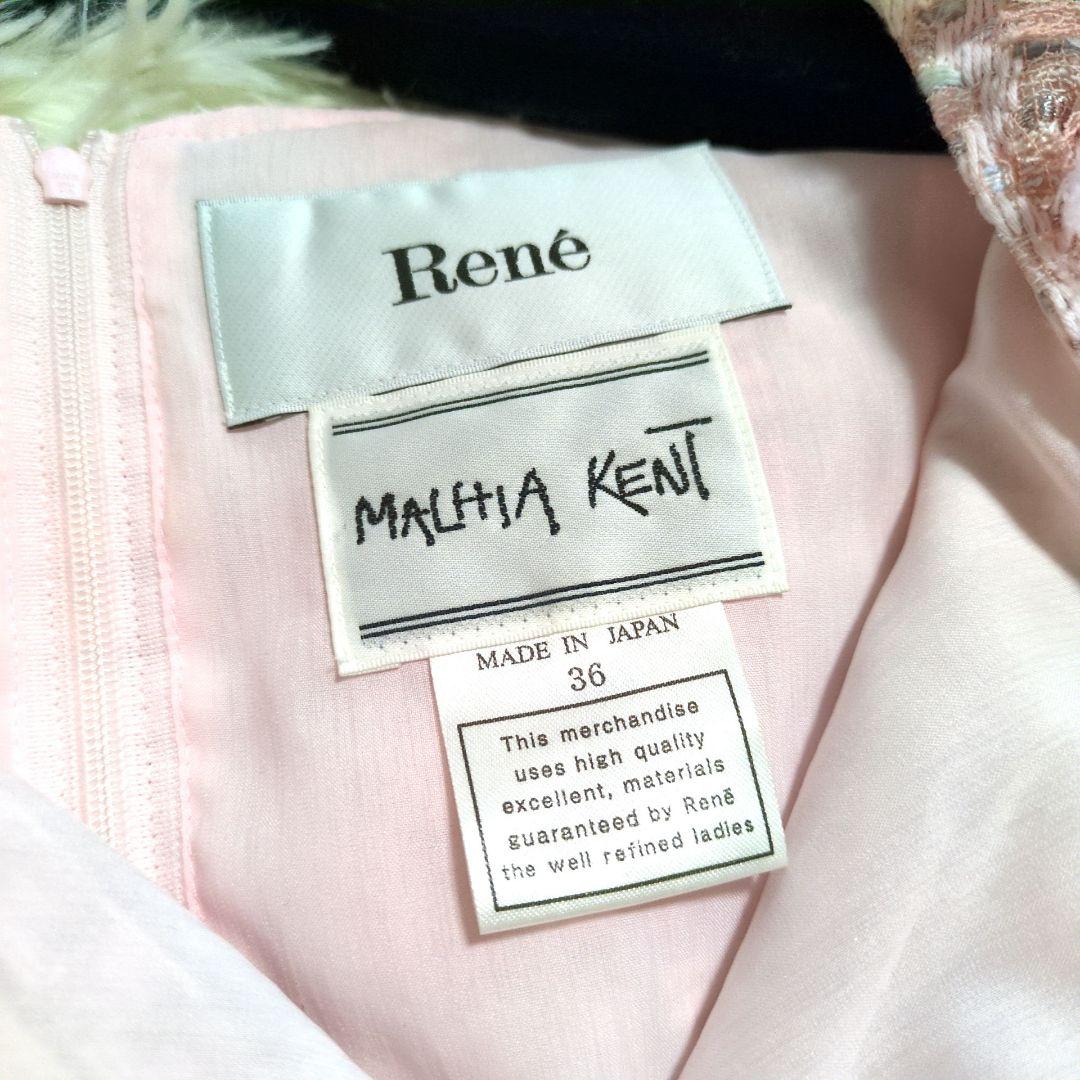 René
MALHIA KENT
MADE IN JAPAN
36
This merchandise
uses high quality
excellent, materials
guaranteed by René
the well refined ladies